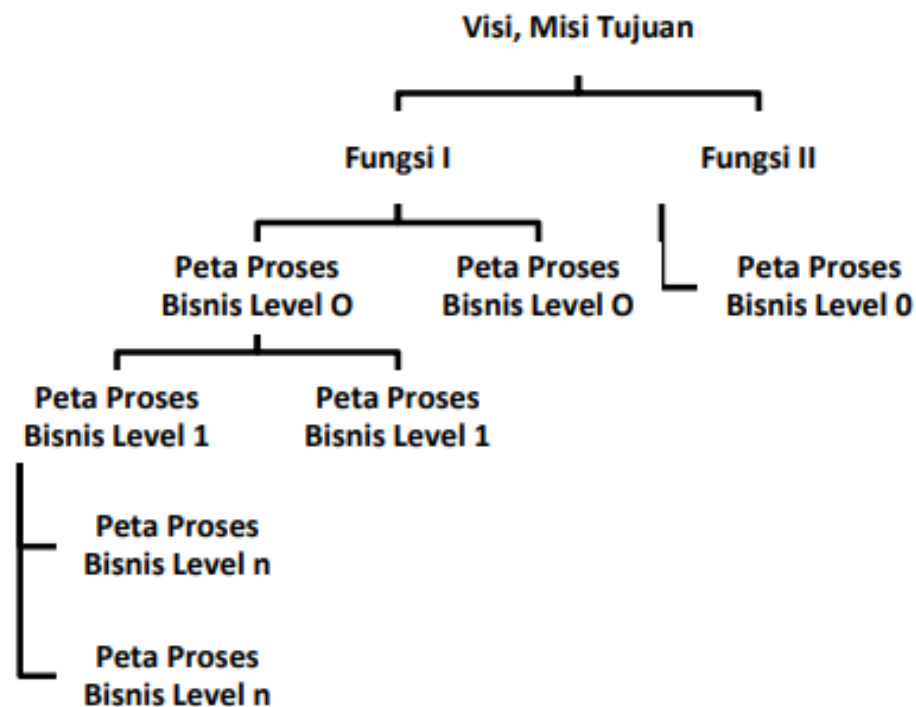 Visi, Misi Tujuan
Fungsi I
Fungsi II
Peta Proses
Bisnis Level O
Peta Proses
Bisnis Level O
Peta Proses
Bisnis Level 0
Peta Proses
Bisnis Level 1
Peta Proses
Bisnis Level 1
Peta Proses
Bisnis Level n
Peta Proses
Bisnis Level n